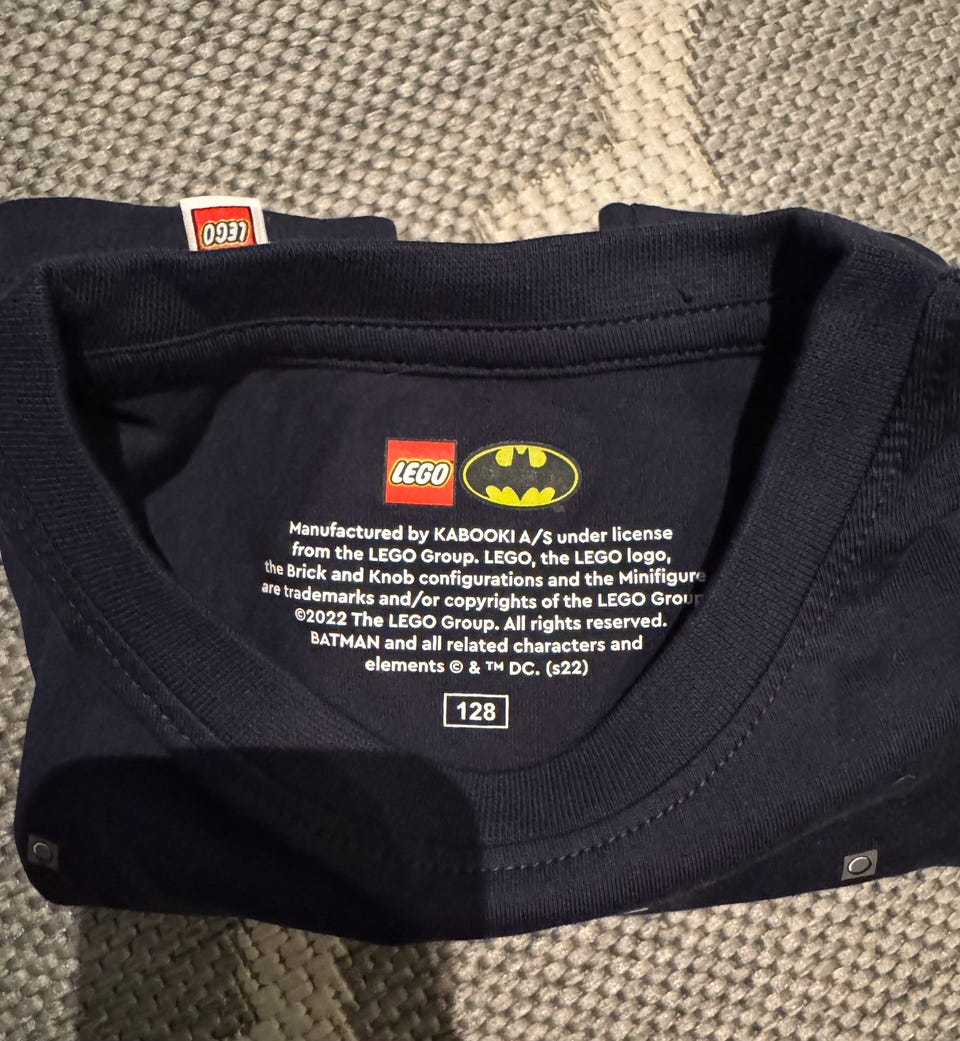 LEGO
LEGO
Manufactured by KABOOKI A/S under license
from the LEGO Group. LEGO, the LEGO logo,
the Brick and Knob configurations and the Minifigure
are trademarks and/or copyrights of the LEGO Group
©2022 The LEGO Group. All rights reserved.
BATMAN and all related characters and
elements © & ™ DC. (s22)
128